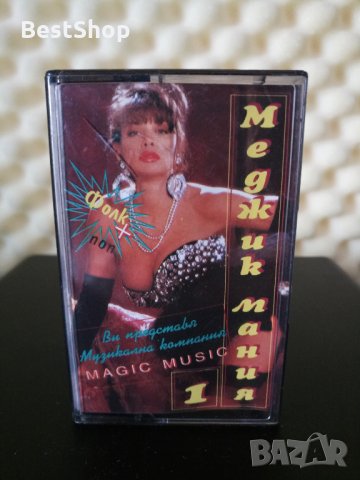 BestShop
Меджик мания
1
Фолк
+
поп
Ви представя
Музикална компания
MAGIC MUSIC
BAZAR